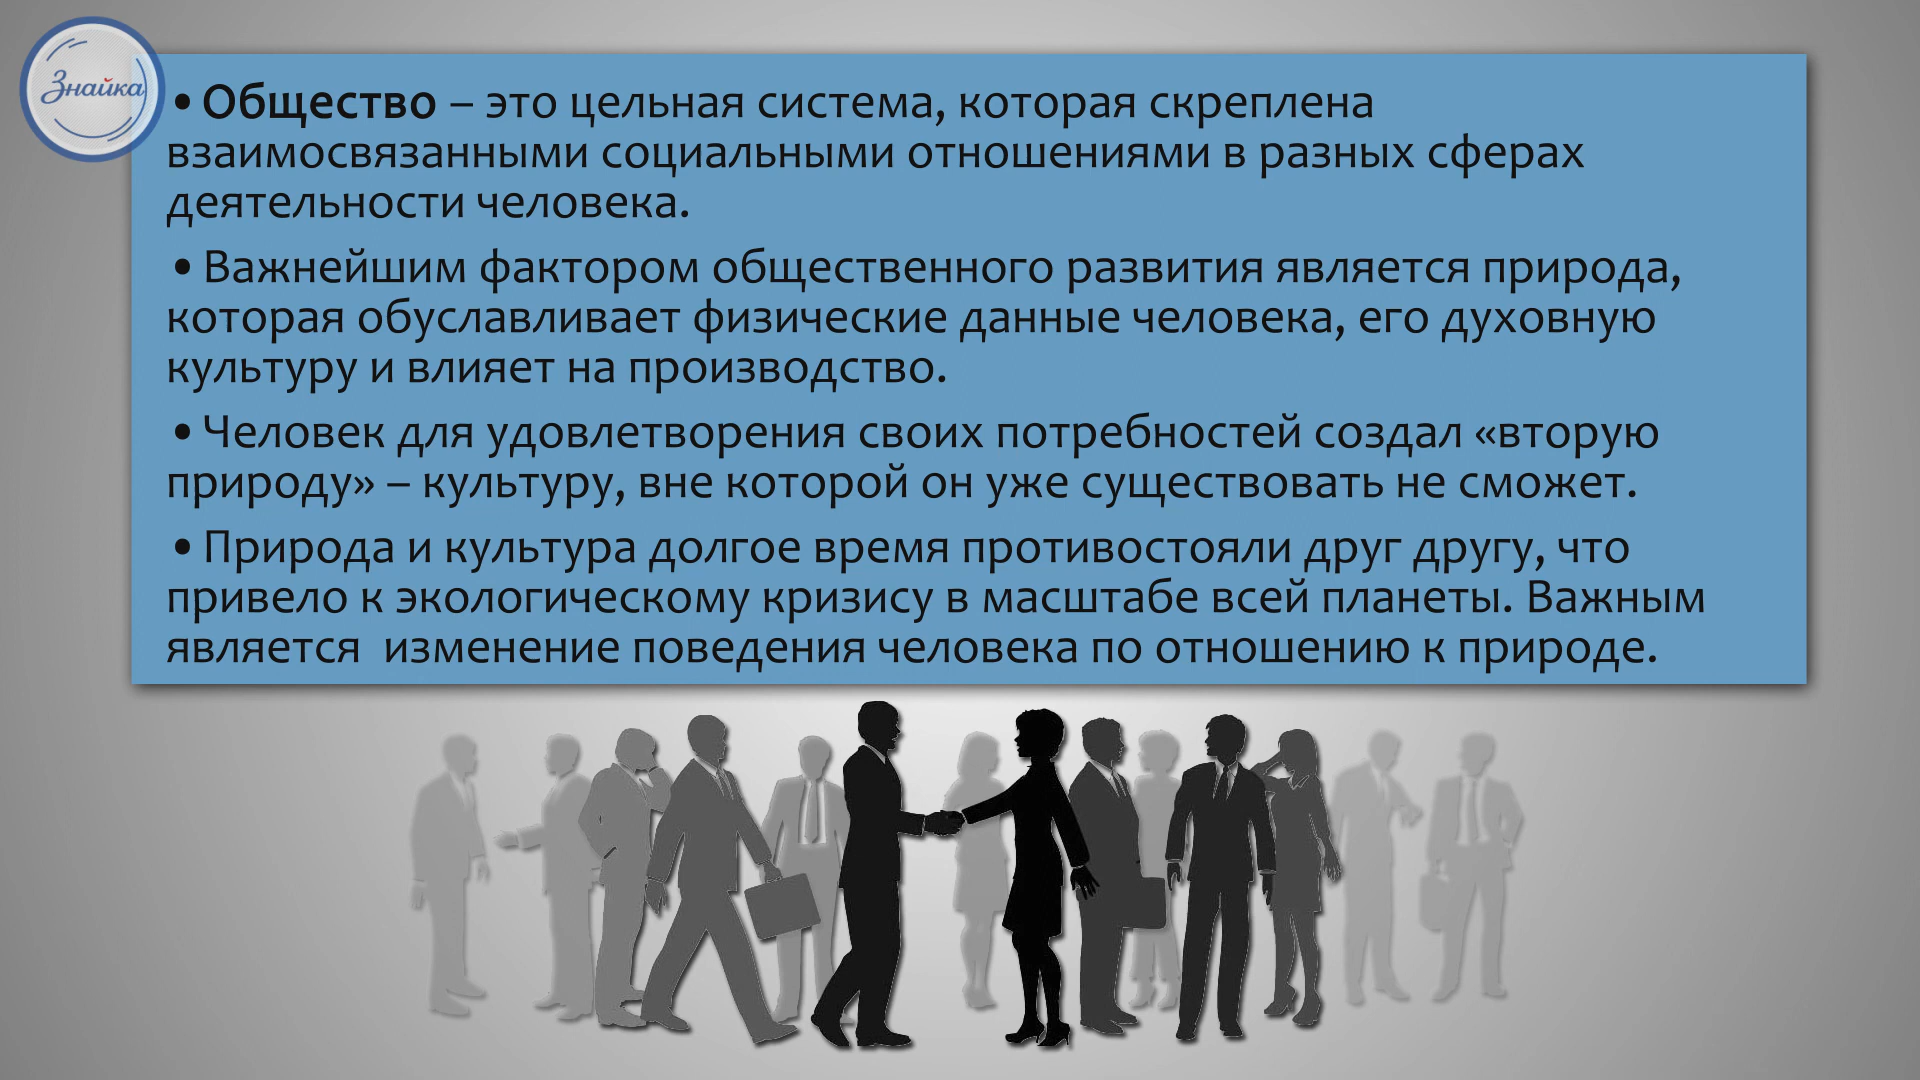 Знайка
• Общество – это цельная система, которая скреплена
взаимосвязанными социальными отношениями в разных сферах
деятельности человека.
• Важнейшим фактором общественного развития является природа,
которая обуславливает физические данные человека, его духовную
культуру и влияет на производство.
• Человек для удовлетворения своих потребностей создал «вторую
природу» – культуру, вне которой он уже существовать не сможет.
• Природа и культура долгое время противостояли друг другу, что
привело к экологическому кризису в масштабе всей планеты. Важным
является  изменение поведения человека по отношению к природе.